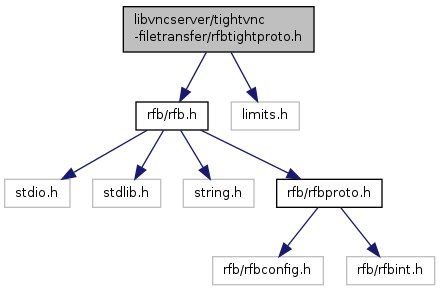 libvncserver/tightvnc
-filetransfer/rfbtightproto.h
rfb/rfb.h
limits.h
stdio.h
stdlib.h
string.h
rfb/rfbproto.h
rfb/rfbconfig.h
rfb/rfbint.h